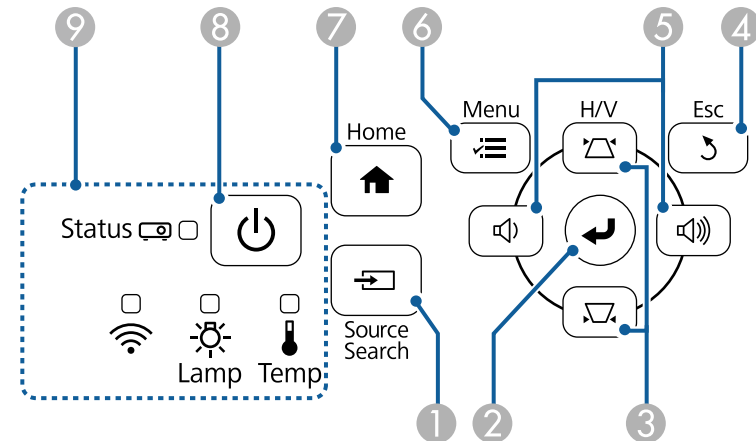 9 8 7 6 5 4
Menu H/V Esc
Home
Status
Source
Search
Lamp Temp
1 2 3